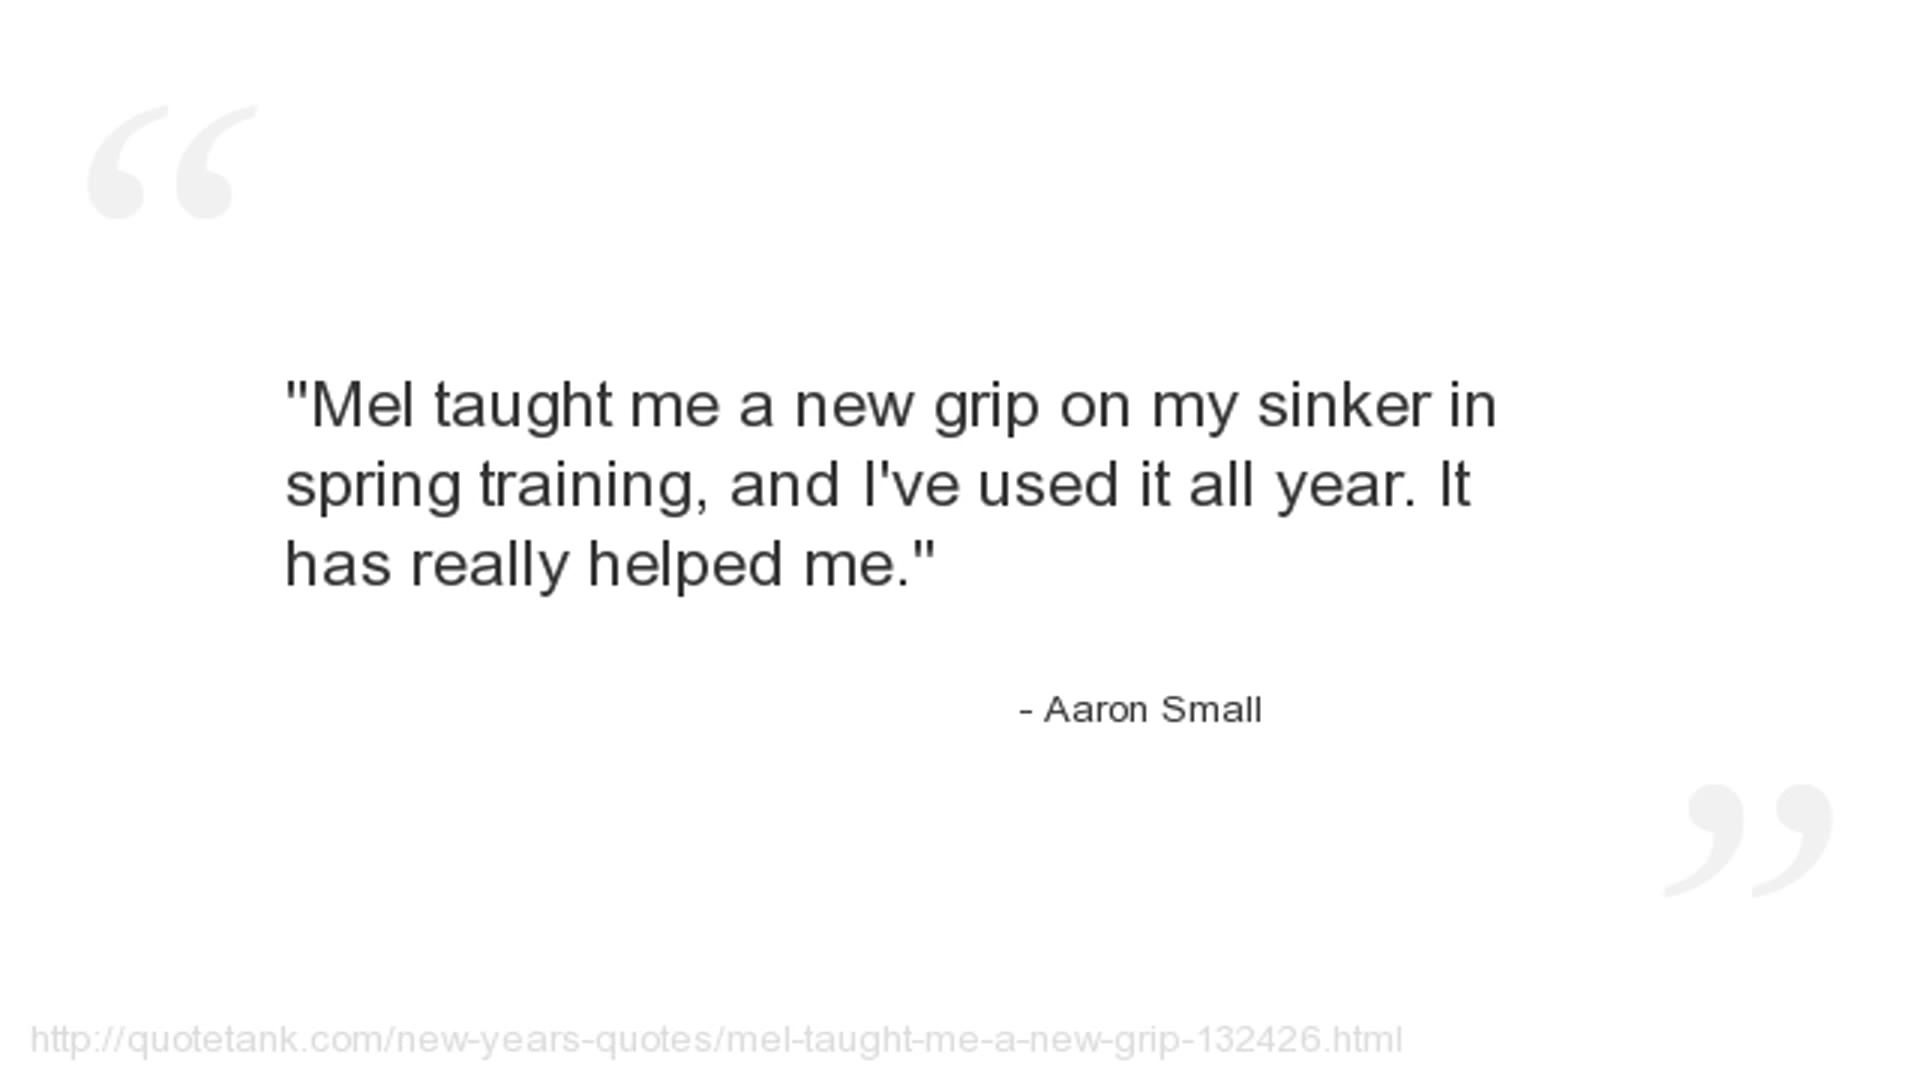 "Mel taught me a new grip on my sinker in
spring training, and I've used it all year. It
has really helped me."
- Aaron Small
http://quotetank.com/new-years-quotes/mel-taught-me-a-new-grip-132426.html